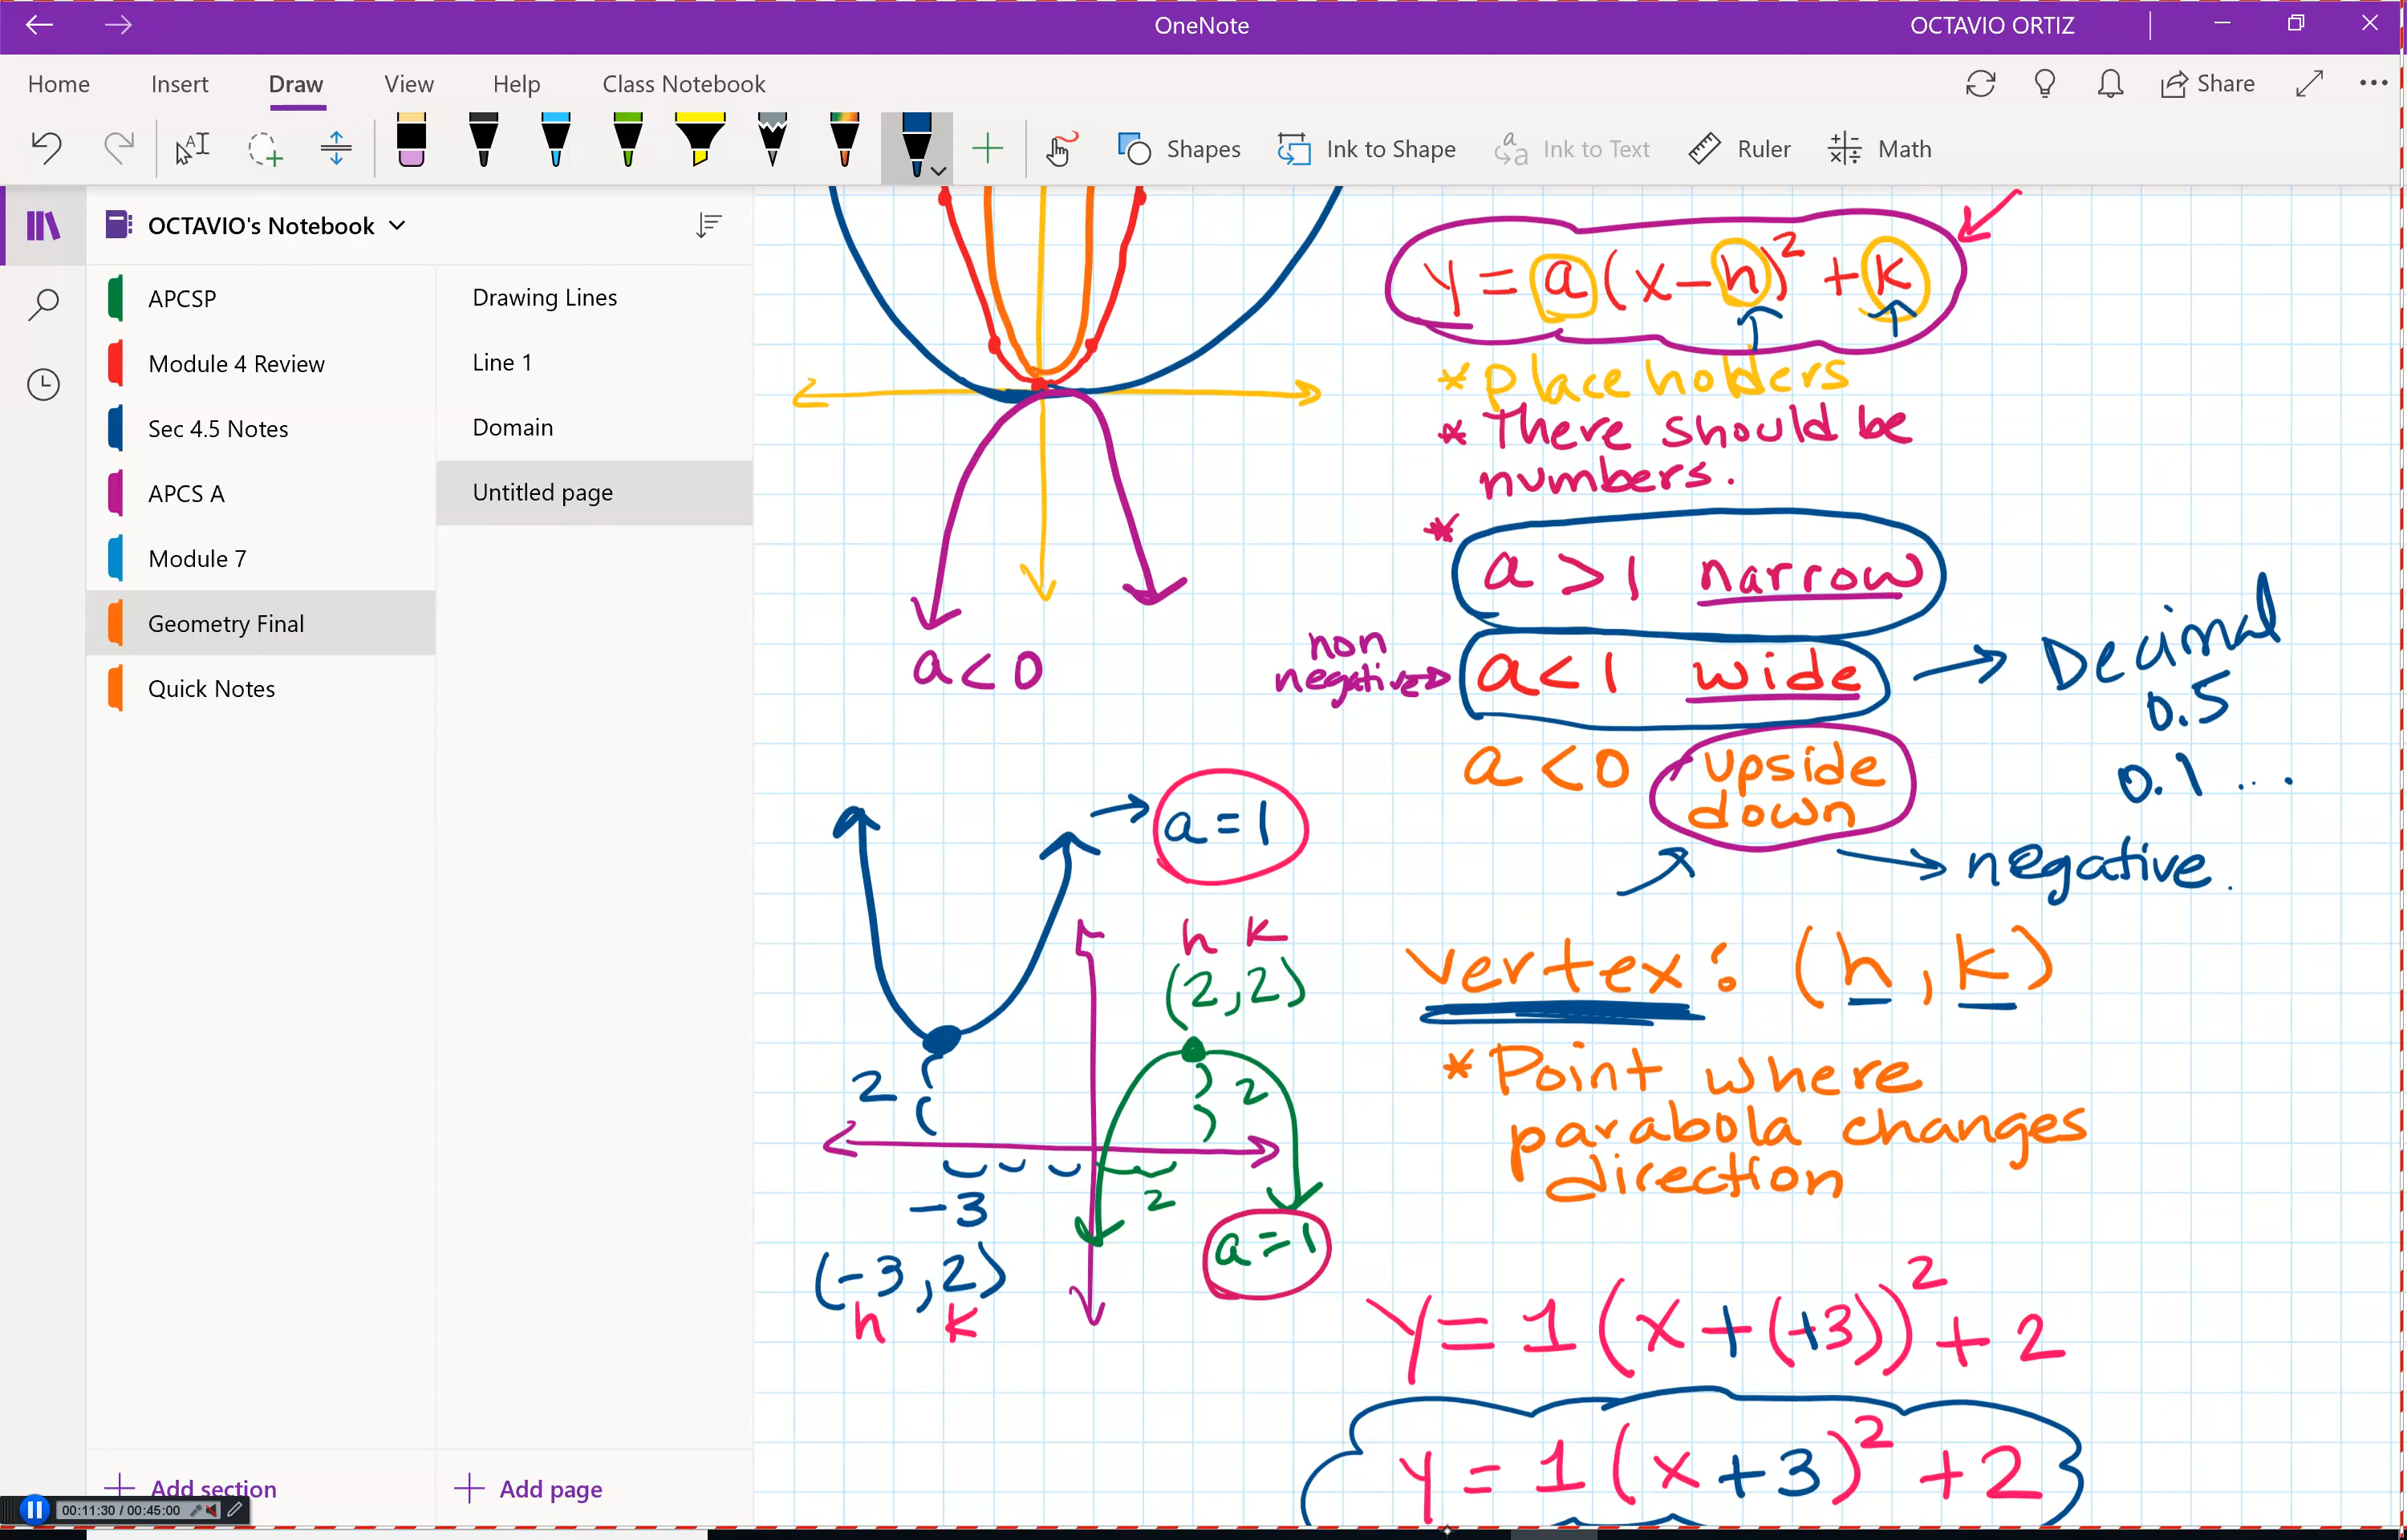 OneNote
OCTAVIO ORTIZ
Home Insert Draw View Help Class Notebook
Share
Shapes Ink to Shape Ink to Text Ruler Math
OCTAVIO's Notebook
APCSP
Module 4 Review
Sec 4.5 Notes
APCS A
Module 7
Geometry Final
Quick Notes
Add section
Drawing Lines
Line 1
Domain
Untitled page
Add page
00:11:30 / 00:45:00
a < 0
y = a (x - h)² + k
* Place holders
* There should be
numbers.
* a > 1 narrow
non
negative
a < 1 wide
Decimal
0.5
0.1 ...
a < 0 upside
down
negative.
a = 1
h k
(2,2)
2
2
2
-3
(-3,2)
h k
a = 1
vertex: (h, k)
* Point where
parabola changes
direction
y = 1 (x + (+3))² + 2
y = 1 (x + 3)² + 2